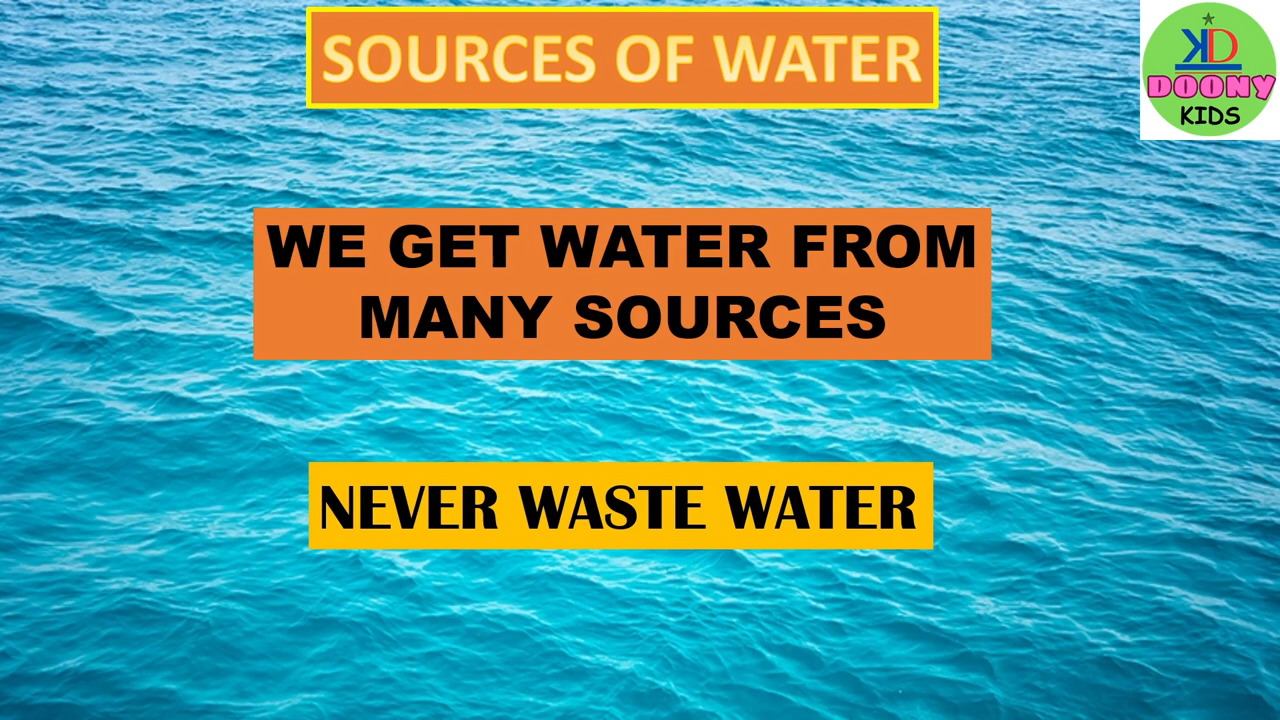 SOURCES OF WATER
KD
DOONY
KIDS
WE GET WATER FROM
MANY SOURCES
NEVER WASTE WATER